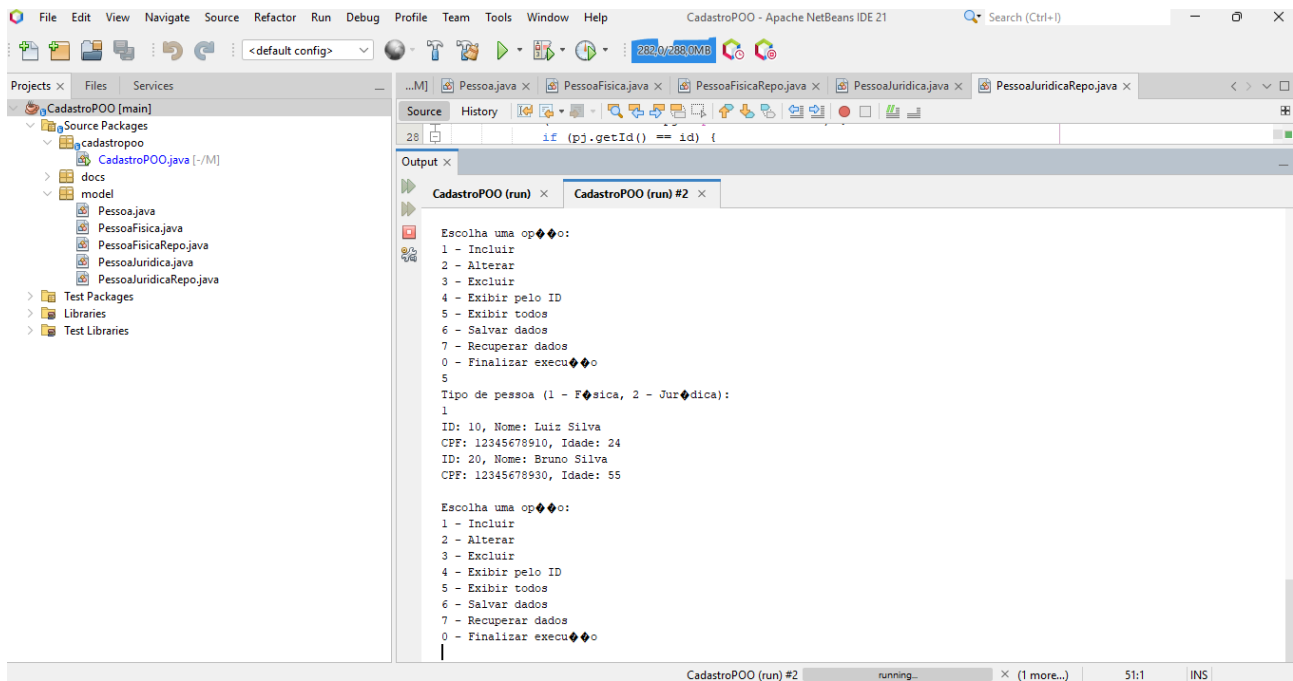 File Edit View Navigate Source Refactor Run Debug Profile Team Tools Window Help CadastroPOO - Apache NetBeans IDE 21 Search (Ctrl+I)
<default config> 282,0/288,0MB
Projects Files Services
CadastroPOO [main]
Source Packages
cadastropoo
CadastroPOO.java [-/M]
docs
model
Pessoa.java
PessoaFisica.java
PessoaFisicaRepo.java
PessoaJuridica.java
PessoaJuridicaRepo.java
Test Packages
Libraries
Test Libraries
...M] Pessoa.java PessoaFisica.java PessoaFisicaRepo.java PessoaJuridica.java PessoaJuridicaRepo.java
Source History
28 if (pj.getId() == id) {
Output
CadastroPOO (run) CadastroPOO (run) #2
Escolha uma op��o:
1 - Incluir
2 - Alterar
3 - Excluir
4 - Exibir pelo ID
5 - Exibir todos
6 - Salvar dados
7 - Recuperar dados
0 - Finalizar execu��o
5
Tipo de pessoa (1 - F�sica, 2 - Jur�dica):
1
ID: 10, Nome: Luiz Silva
CPF: 12345678910, Idade: 24
ID: 20, Nome: Bruno Silva
CPF: 12345678930, Idade: 55
Escolha uma op��o:
1 - Incluir
2 - Alterar
3 - Excluir
4 - Exibir pelo ID
5 - Exibir todos
6 - Salvar dados
7 - Recuperar dados
0 - Finalizar execu��o
CadastroPOO (run) #2 running... (1 more...) 51:1 INS